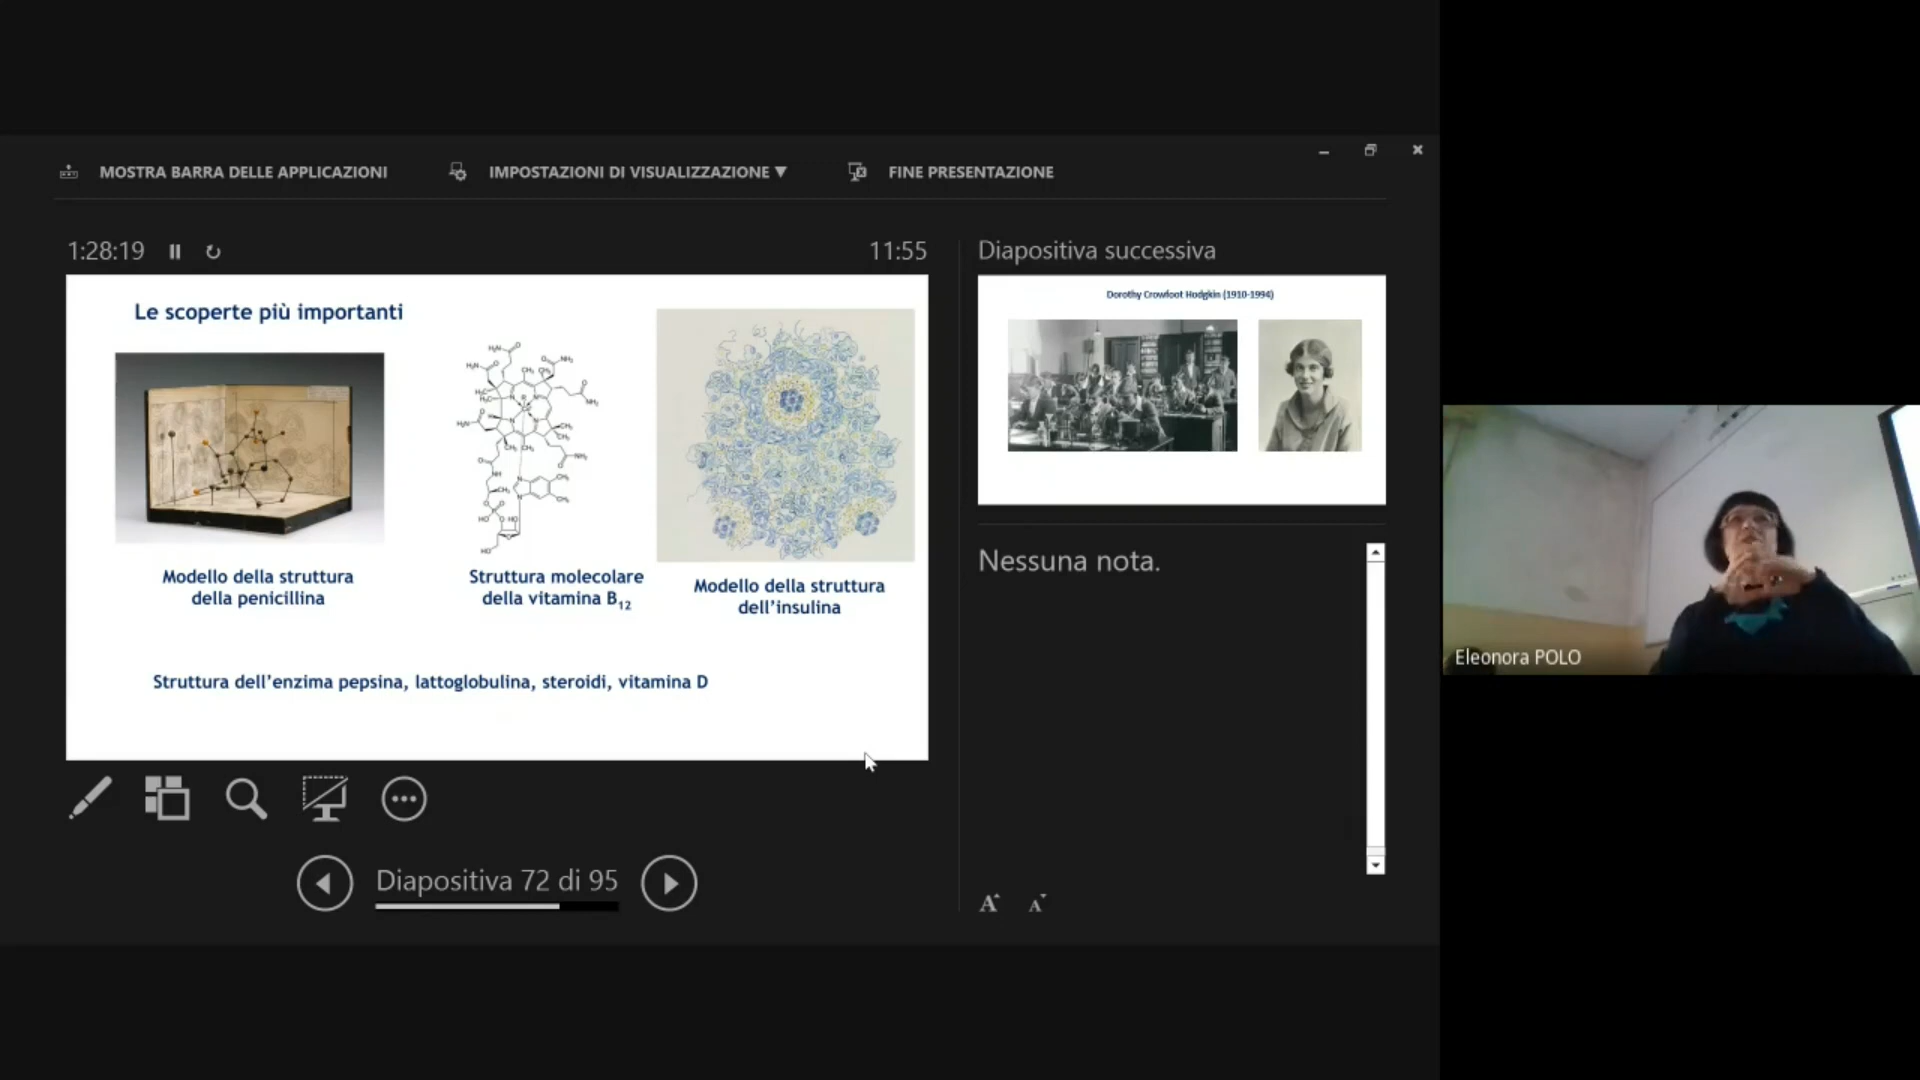 MOSTRA BARRA DELLE APPLICAZIONI
IMPOSTAZIONI DI VISUALIZZAZIONE ▼
FINE PRESENTAZIONE
1:28:19
11:55
Le scoperte più importanti
Modello della struttura
della penicillina
Struttura molecolare
della vitamina B12
Modello della struttura
dell'insulina
Struttura dell'enzima pepsina, lattoglobulina, steroidi, vitamina D
Diapositiva 72 di 95
Diapositiva successiva
Dorothy Crowfoot Hodgkin (1910-1994)
Nessuna nota.
A A
Eleonora POLO